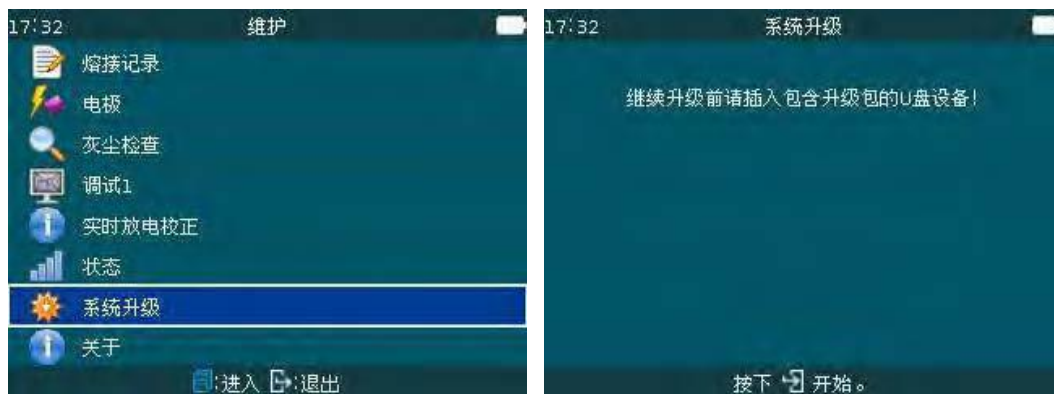 17:32 维护
熔接记录
电极
灰尘检查
调试1
实时放电校正
状态
系统升级
关于
:进入 :退出
17:32 系统升级
继续升级前请插入包含升级包的U盘设备!
按下 开始。